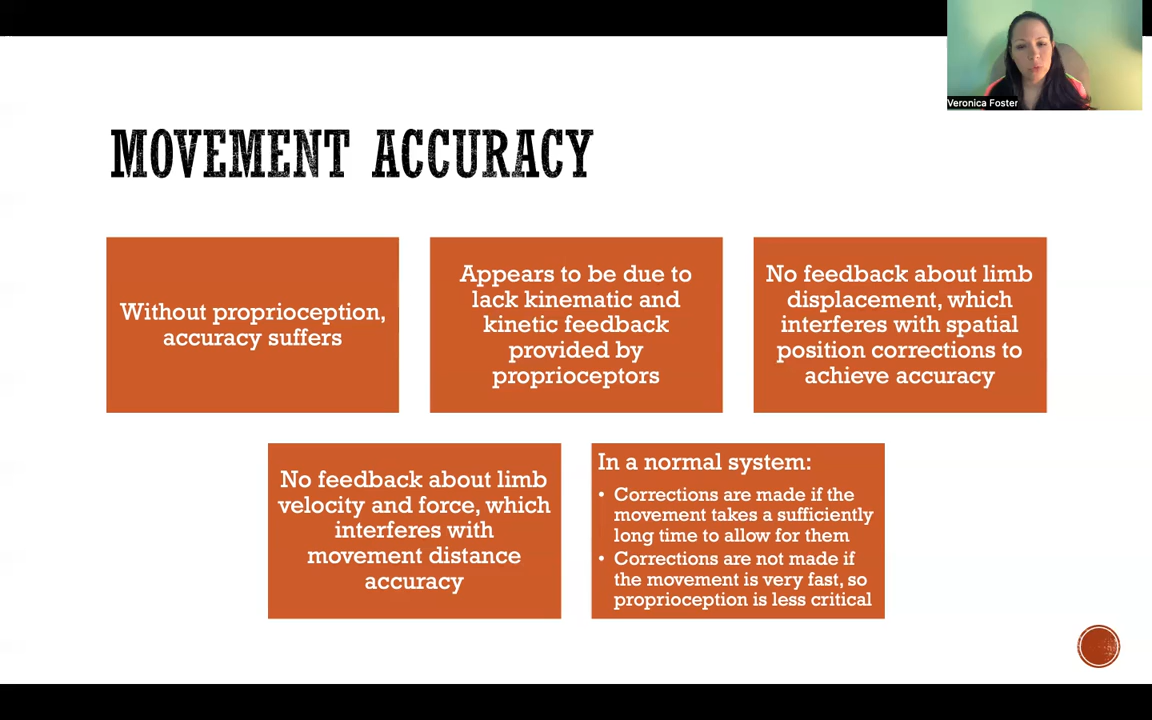 Veronica Foster
MOVEMENT ACCURACY
Without proprioception,
accuracy suffers
Appears to be due to
lack kinematic and
kinetic feedback
provided by
proprioceptors
No feedback about limb
displacement, which
interferes with spatial
position corrections to
achieve accuracy
No feedback about limb
velocity and force, which
interferes with
movement distance
accuracy
In a normal system:
• Corrections are made if the
movement takes a sufficiently
long time to allow for them
• Corrections are not made if
the movement is very fast, so
proprioception is less critical